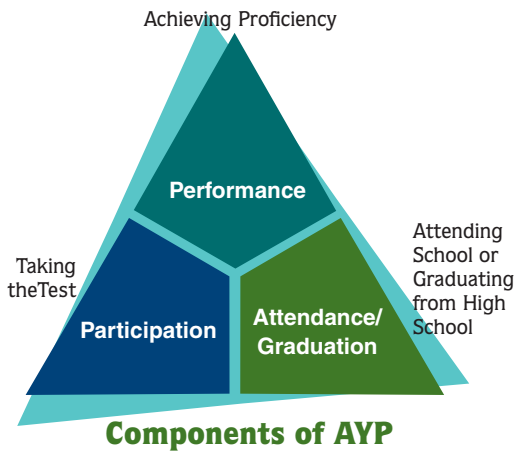 Achieving Proficiency
Performance
Taking
theTest
Participation
Attendance/
Graduation
Attending
School or
Graduating
from High
School
Components of AYP